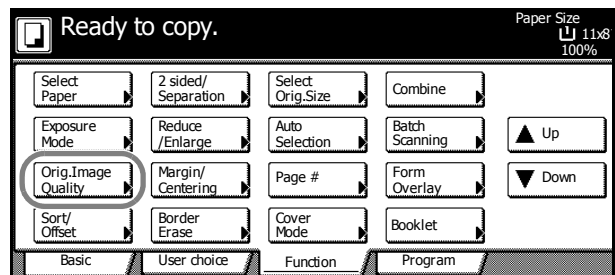 Ready to copy.
Paper Size
11x8
100%
Select
Paper
2 sided/
Separation
Select
Orig.Size
Combine
Exposure
Mode
Reduce
/Enlarge
Auto
Selection
Batch
Scanning
Up
Orig.Image
Quality
Margin/
Centering
Page #
Form
Overlay
Down
Sort/
Offset
Border
Erase
Cover
Mode
Booklet
Basic
User choice
Function
Program